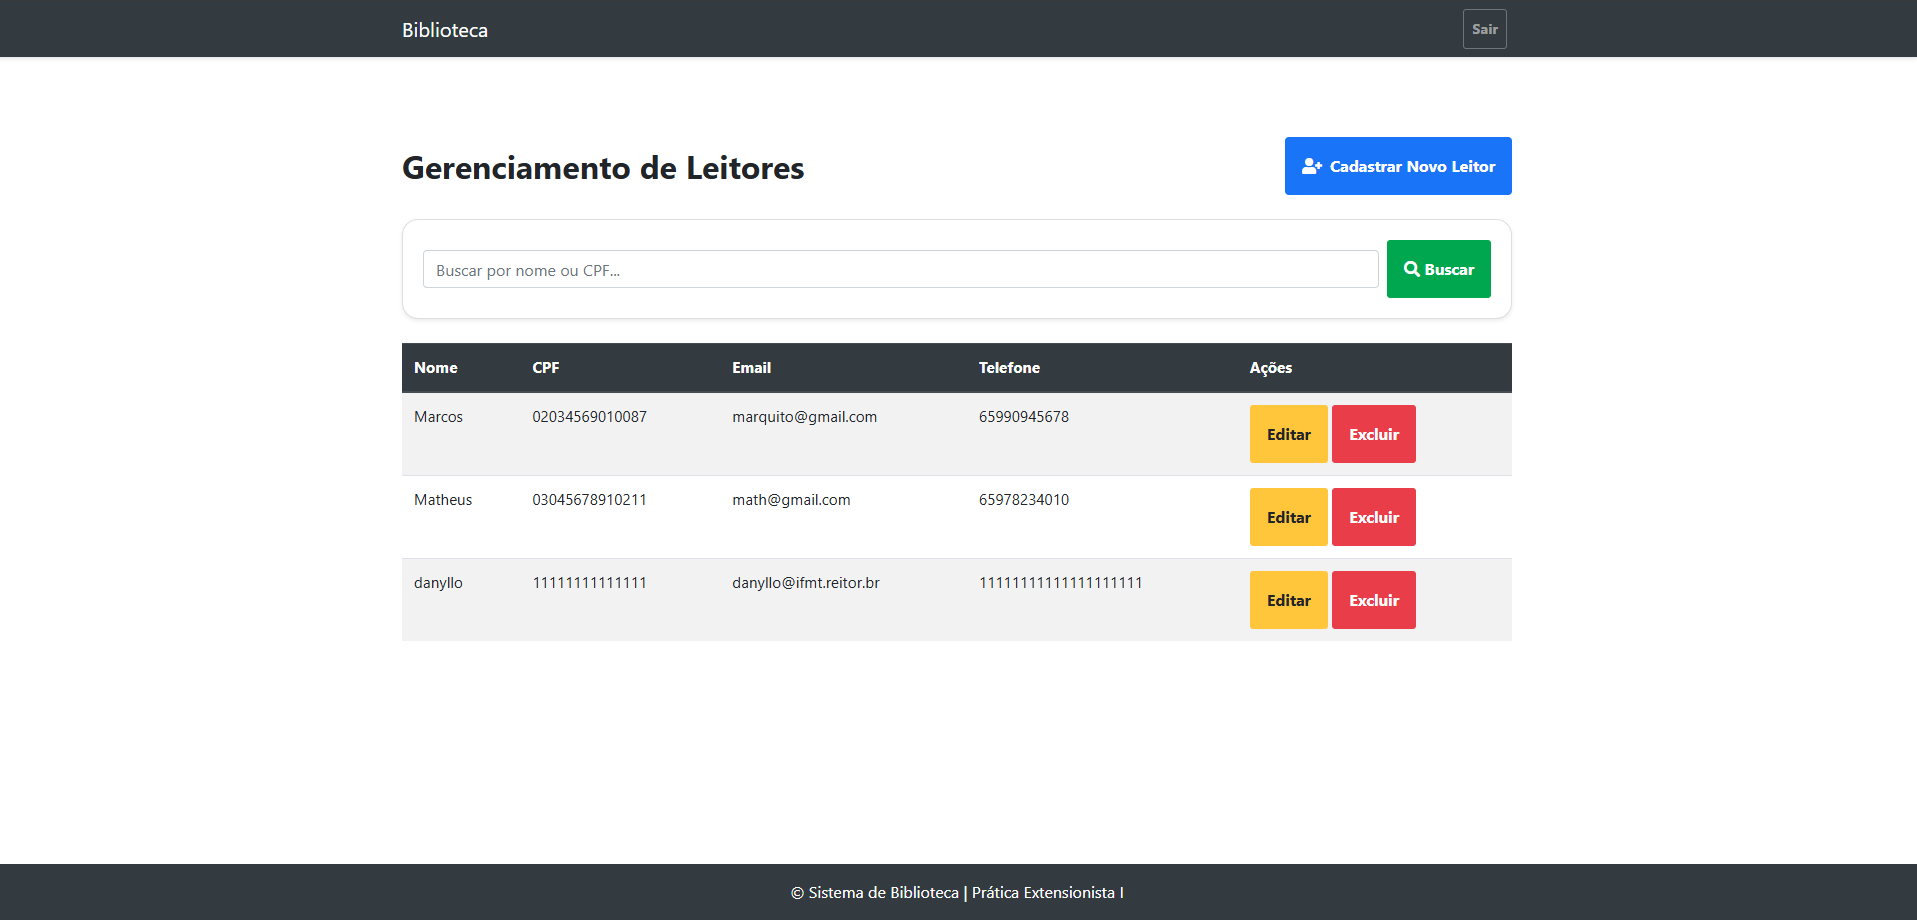 Biblioteca Sair
Gerenciamento de Leitores Cadastrar Novo Leitor
Buscar por nome ou CPF... Buscar
Nome CPF Email Telefone Ações
Marcos 02034569010087 marquito@gmail.com 65990945678 Editar Excluir
Matheus 03045678910211 math@gmail.com 65978234010 Editar Excluir
danyllo 11111111111111 danyllo@ifmt.reitor.br 11111111111111111111 Editar Excluir
© Sistema de Biblioteca | Prática Extensionista I